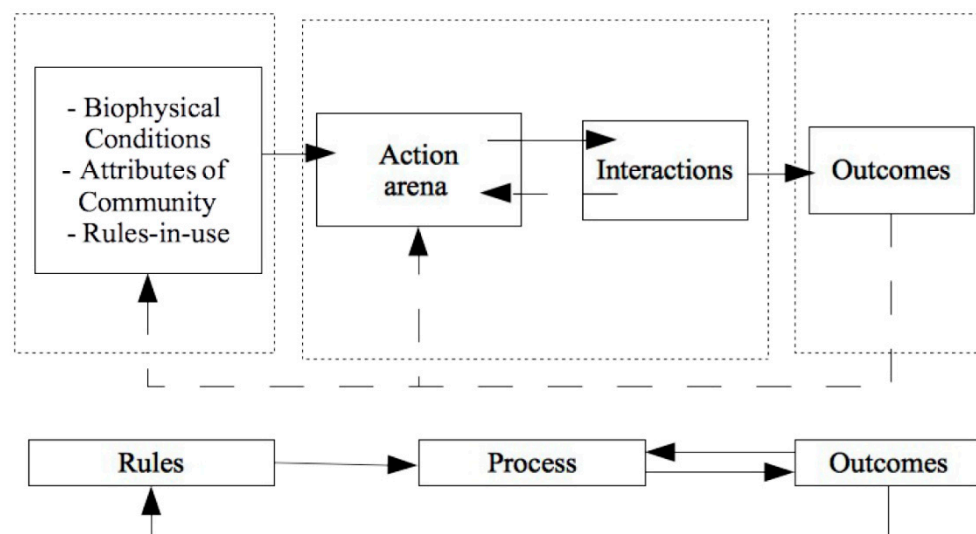 - Biophysical
Conditions
- Attributes of
Community
- Rules-in-use
Action
arena
Interactions
Outcomes
Rules
Process
Outcomes